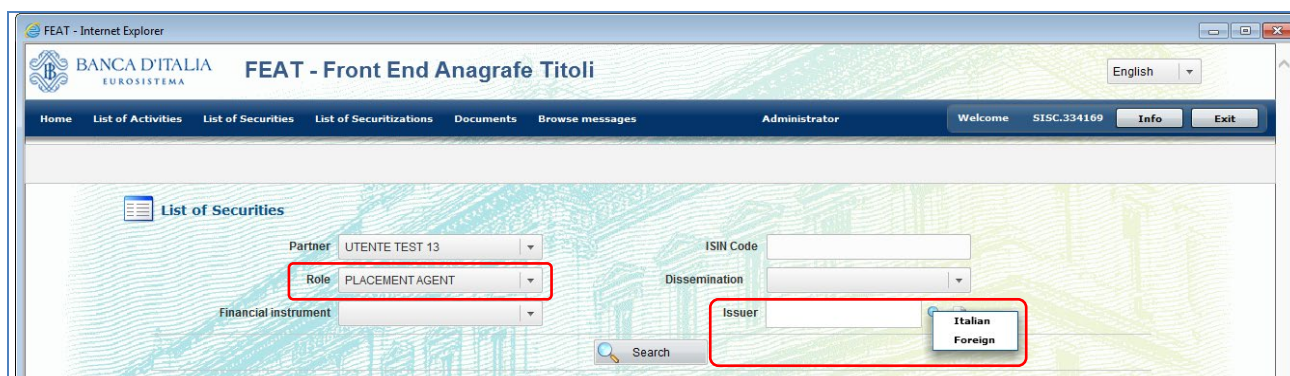 FEAT - Internet Explorer
BANCA D'ITALIA
EUROSISTEMA
FEAT - Front End Anagrafe Titoli
English
Home List of Activities List of Securities List of Securitizations Documents Browse messages Administrator Welcome SISC.334169 Info Exit
List of Securities
Partner UTENTE TEST 13 ISIN Code
Role PLACEMENT AGENT Dissemination
Financial instrument Issuer
Italian
Foreign
Search